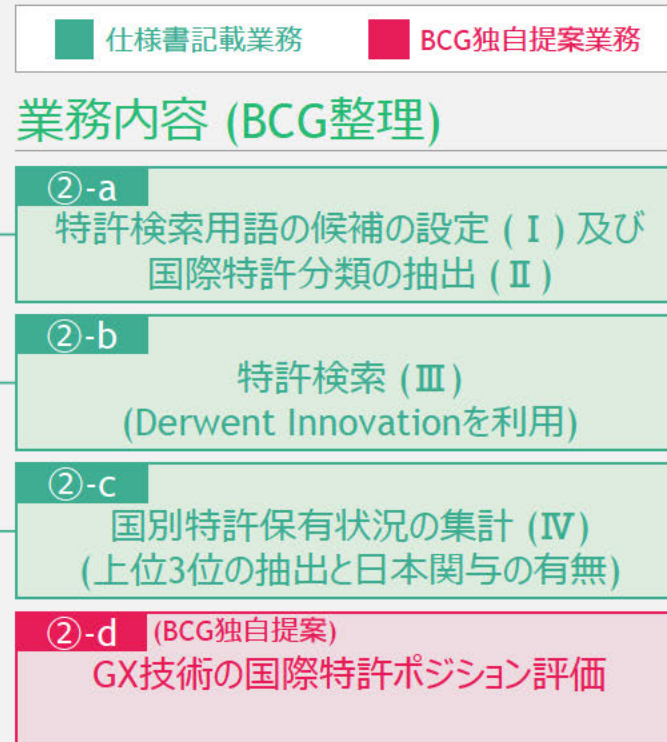 仕様書記載業務
BCG独自提案業務
業務内容 (BCG整理)
②-a
特許検索用語の候補の設定 (Ⅰ) 及び
国際特許分類の抽出 (Ⅱ)
②-b
特許検索 (Ⅲ)
(Derwent Innovationを利用)
②-c
国別特許保有状況の集計 (Ⅳ)
(上位3位の抽出と日本関与の有無)
②-d (BCG独自提案)
GX技術の国際特許ポジション評価